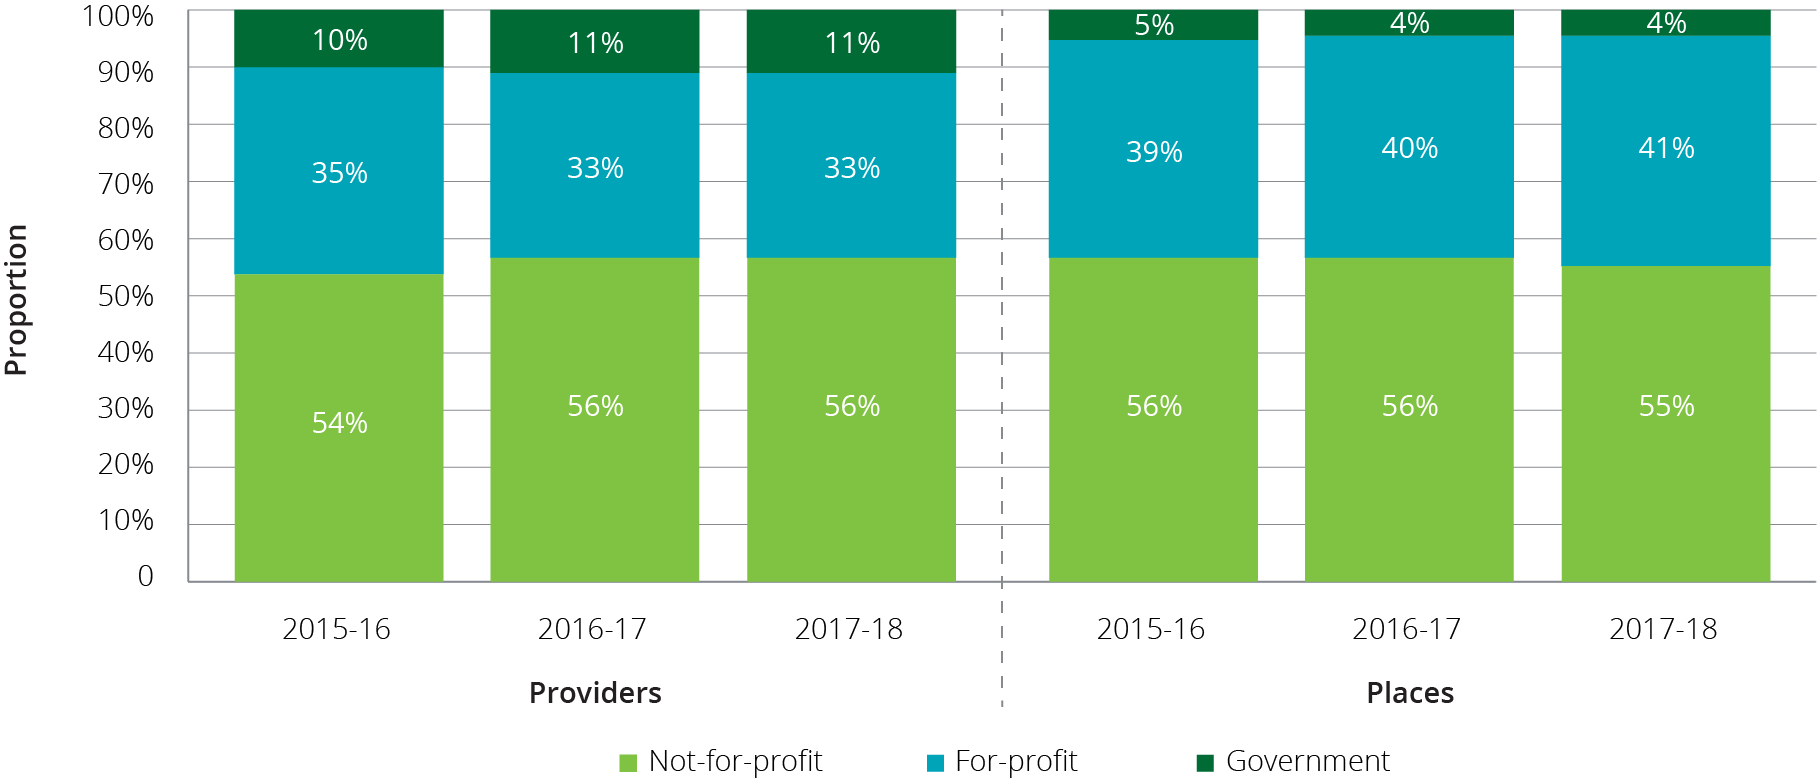 100%
90%
80%
70%
60%
50%
40%
30%
20%
10%
0
Proportion
10% 11% 11% 5% 4% 4%
35% 33% 33% 39% 40% 41%
54% 56% 56% 56% 56% 55%
2015-16 2016-17 2017-18 2015-16 2016-17 2017-18
Providers Places
Not-for-profit For-profit Government